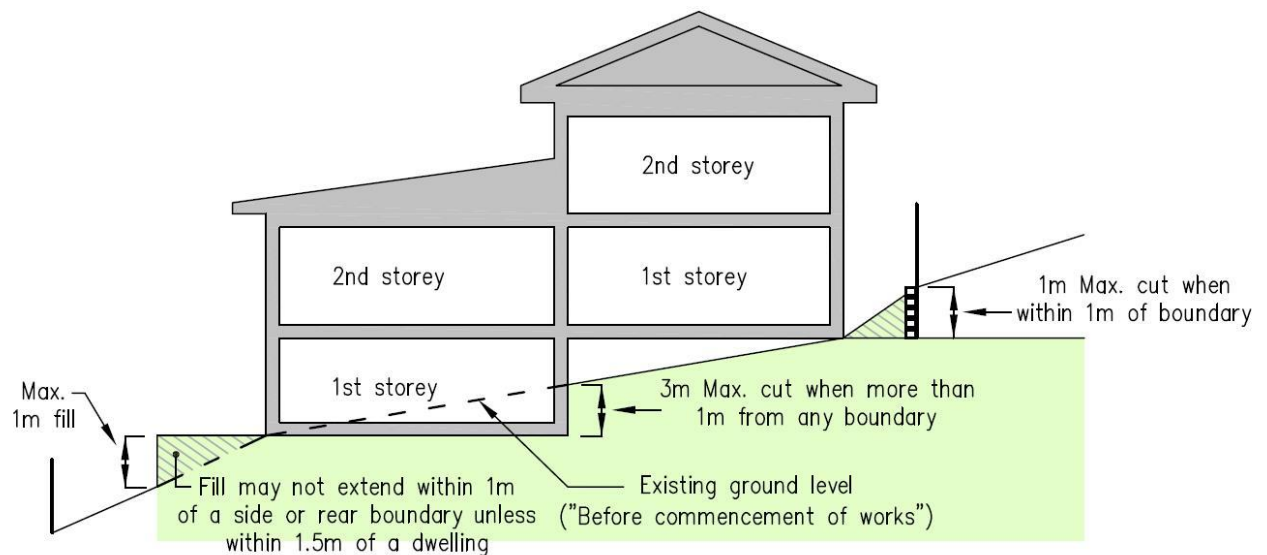 2nd storey
2nd storey
1st storey
1m Max. cut when
within 1m of boundary
1st storey
Max.
1m fill
3m Max. cut when more than
1m from any boundary
Fill may not extend within 1m
of a side or rear boundary unless
within 1.5m of a dwelling
Existing ground level
("Before commencement of works")